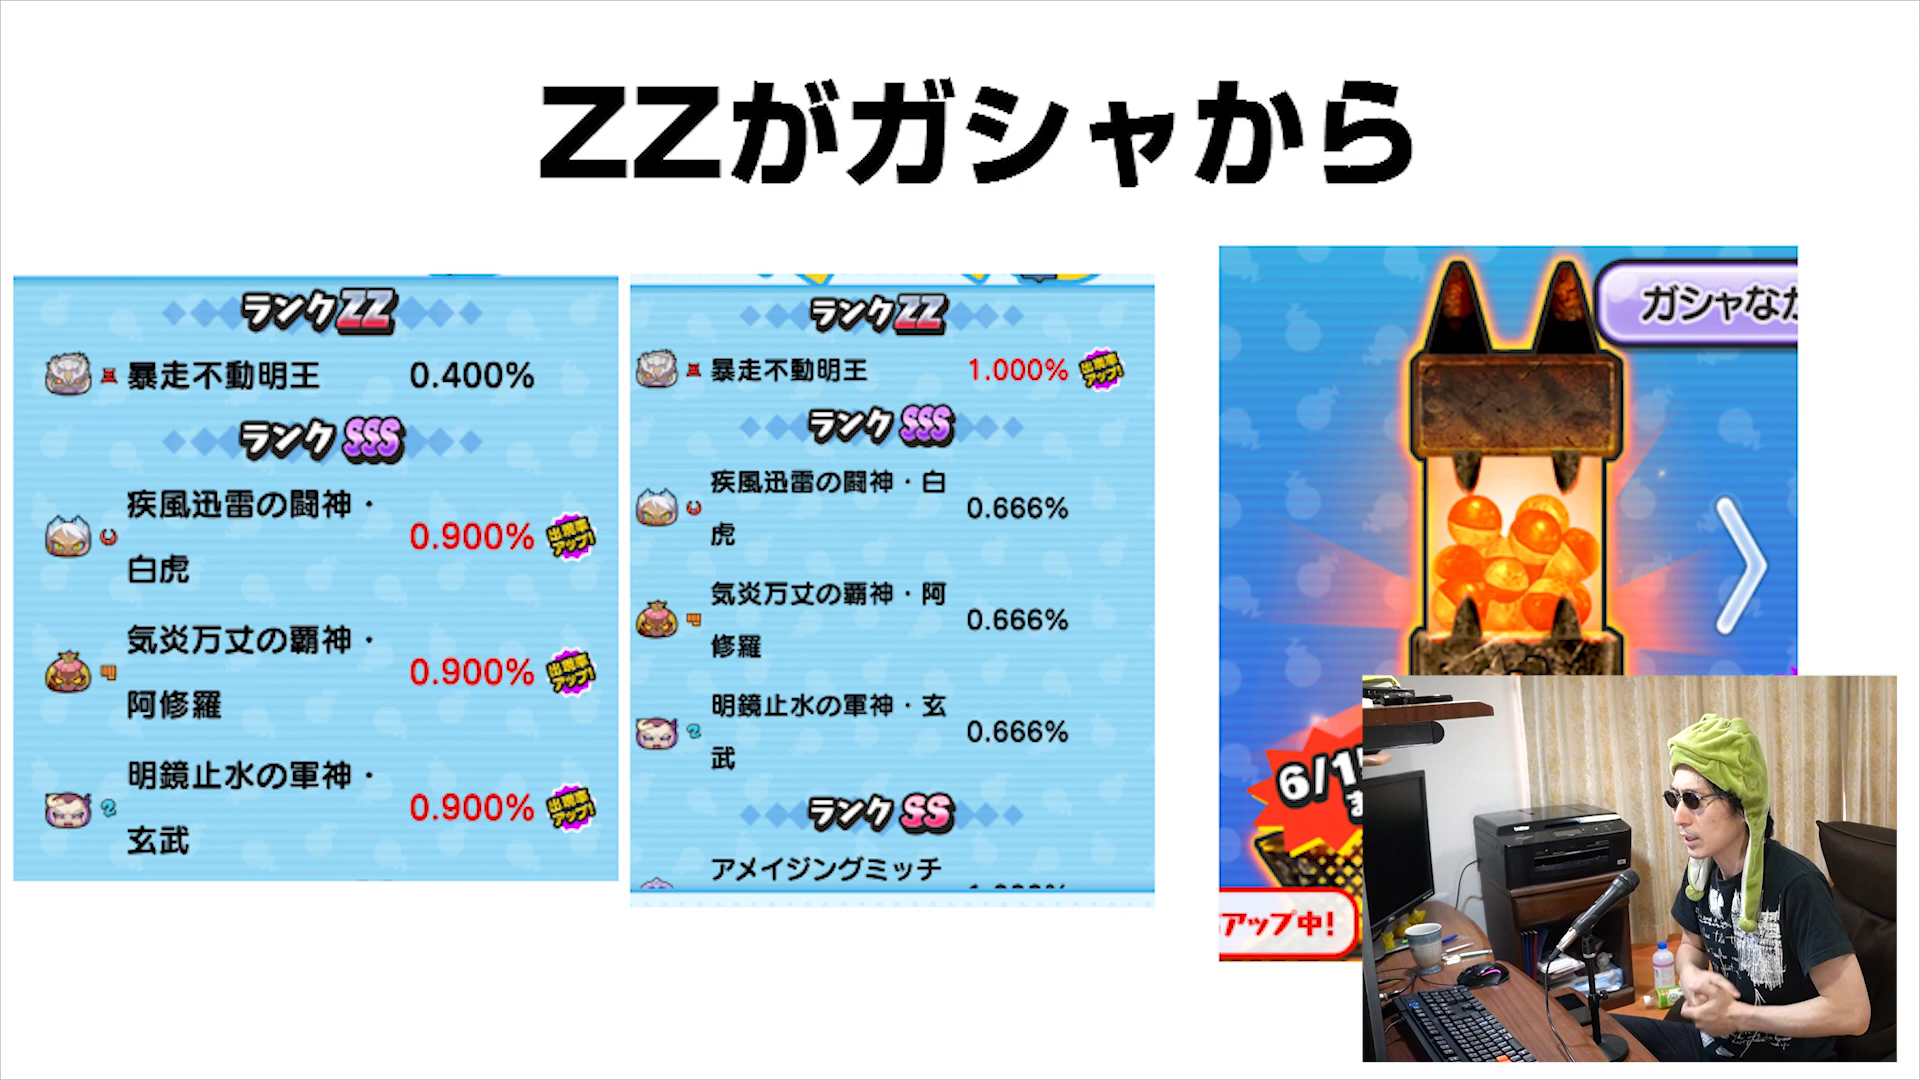 ZZがガシャから
ランクZZ
暴走不動明王 0.400%
ランクSSS
疾風迅雷の闘神・
白虎
0.900% 出現率アップ!
気炎万丈の覇神・
阿修羅
0.900% 出現率アップ!
明鏡止水の軍神・
玄武
0.900% 出現率アップ!
ランクZZ
暴走不動明王 1.000% 出現率アップ!
ランクSSS
疾風迅雷の闘神・白
虎
0.666%
気炎万丈の覇神・阿
修羅
0.666%
明鏡止水の軍神・玄
武
0.666%
ランクSS
アメイジングミッチ
ガシャなか
6/1
アップ中!
brother